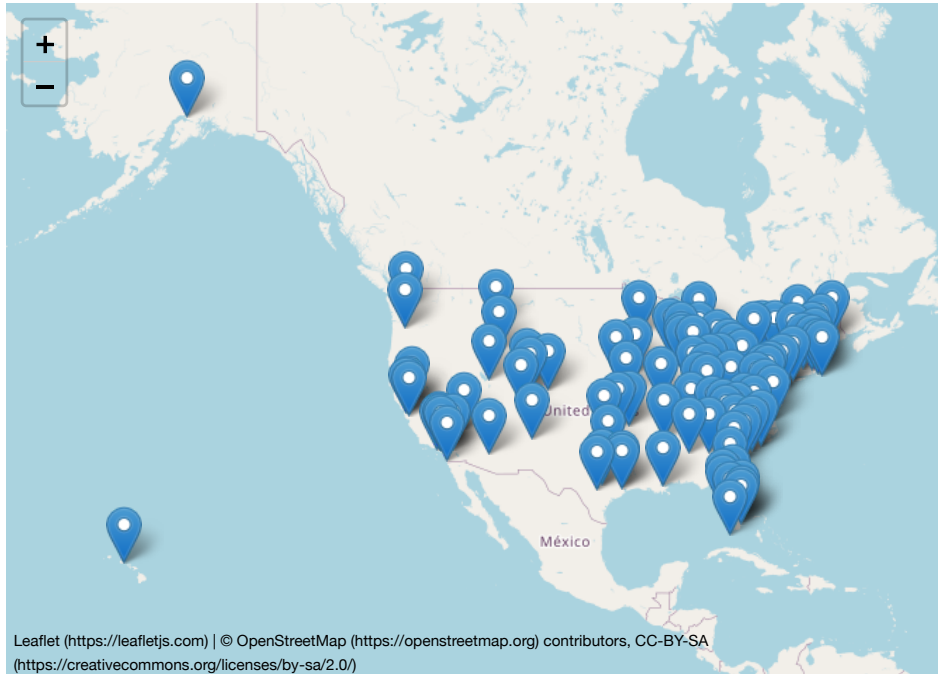 +
−
United
México
Leaflet (https://leafletjs.com) | © OpenStreetMap (https://openstreetmap.org) contributors, CC-BY-SA
(https://creativecommons.org/licenses/by-sa/2.0/)